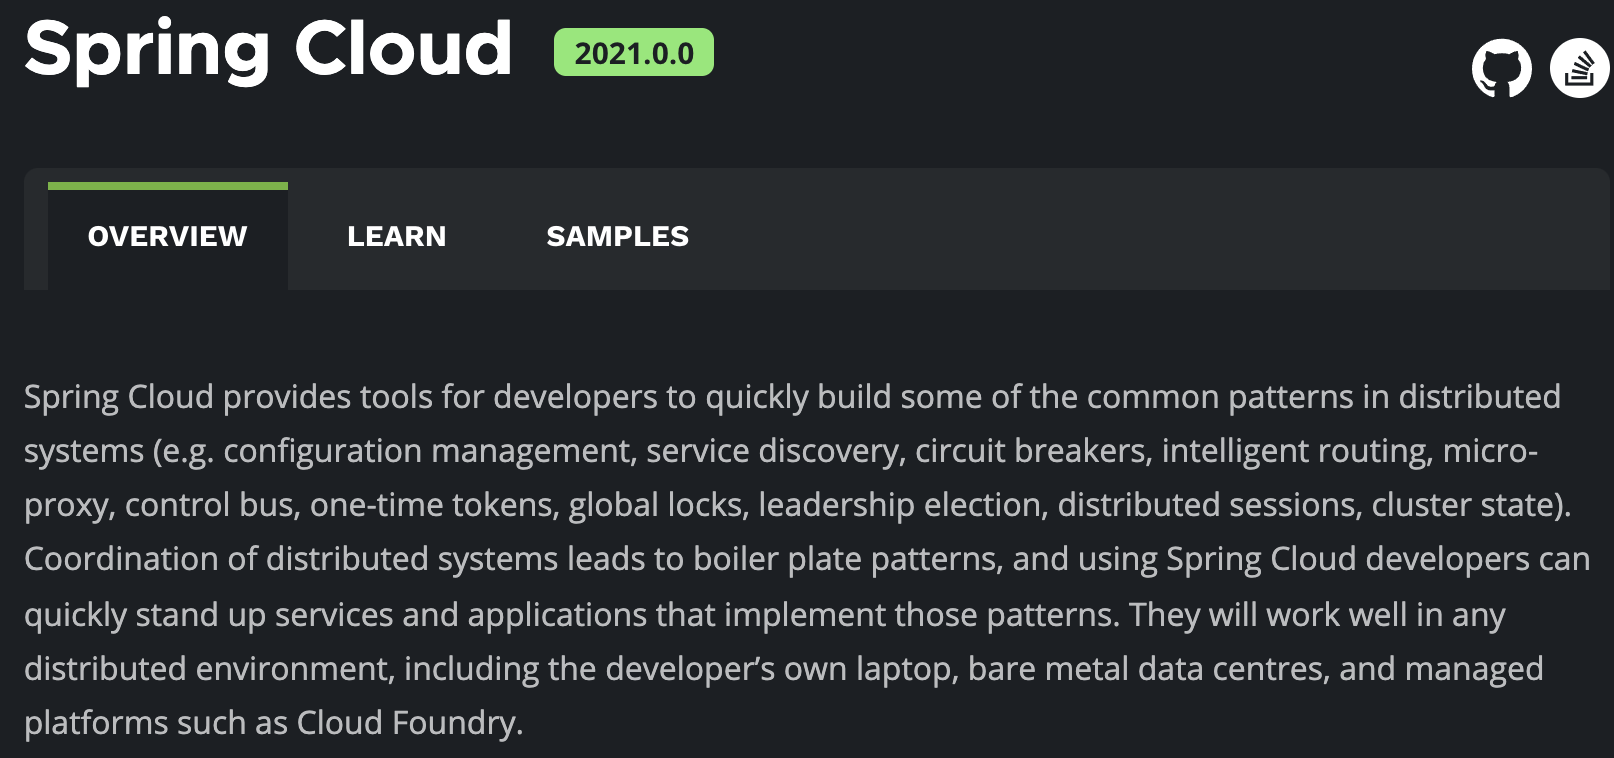 Spring Cloud 2021.0.0
OVERVIEW LEARN SAMPLES
Spring Cloud provides tools for developers to quickly build some of the common patterns in distributed
systems (e.g. configuration management, service discovery, circuit breakers, intelligent routing, micro-
proxy, control bus, one-time tokens, global locks, leadership election, distributed sessions, cluster state).
Coordination of distributed systems leads to boiler plate patterns, and using Spring Cloud developers can
quickly stand up services and applications that implement those patterns. They will work well in any
distributed environment, including the developer’s own laptop, bare metal data centres, and managed
platforms such as Cloud Foundry.